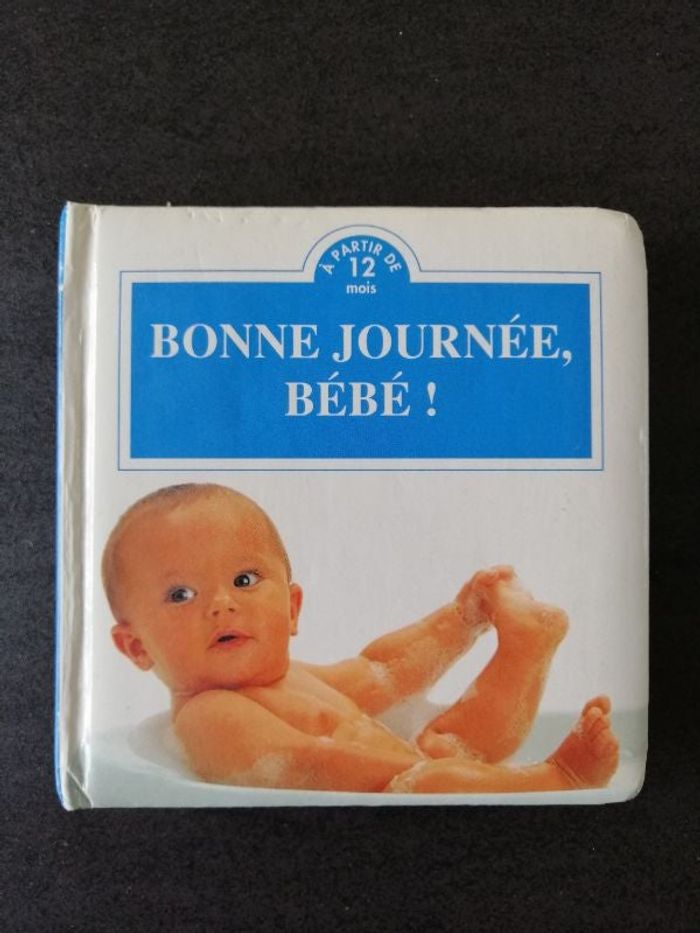 À PARTIR DE
12
mois
BONNE JOURNÉE,
BÉBÉ !